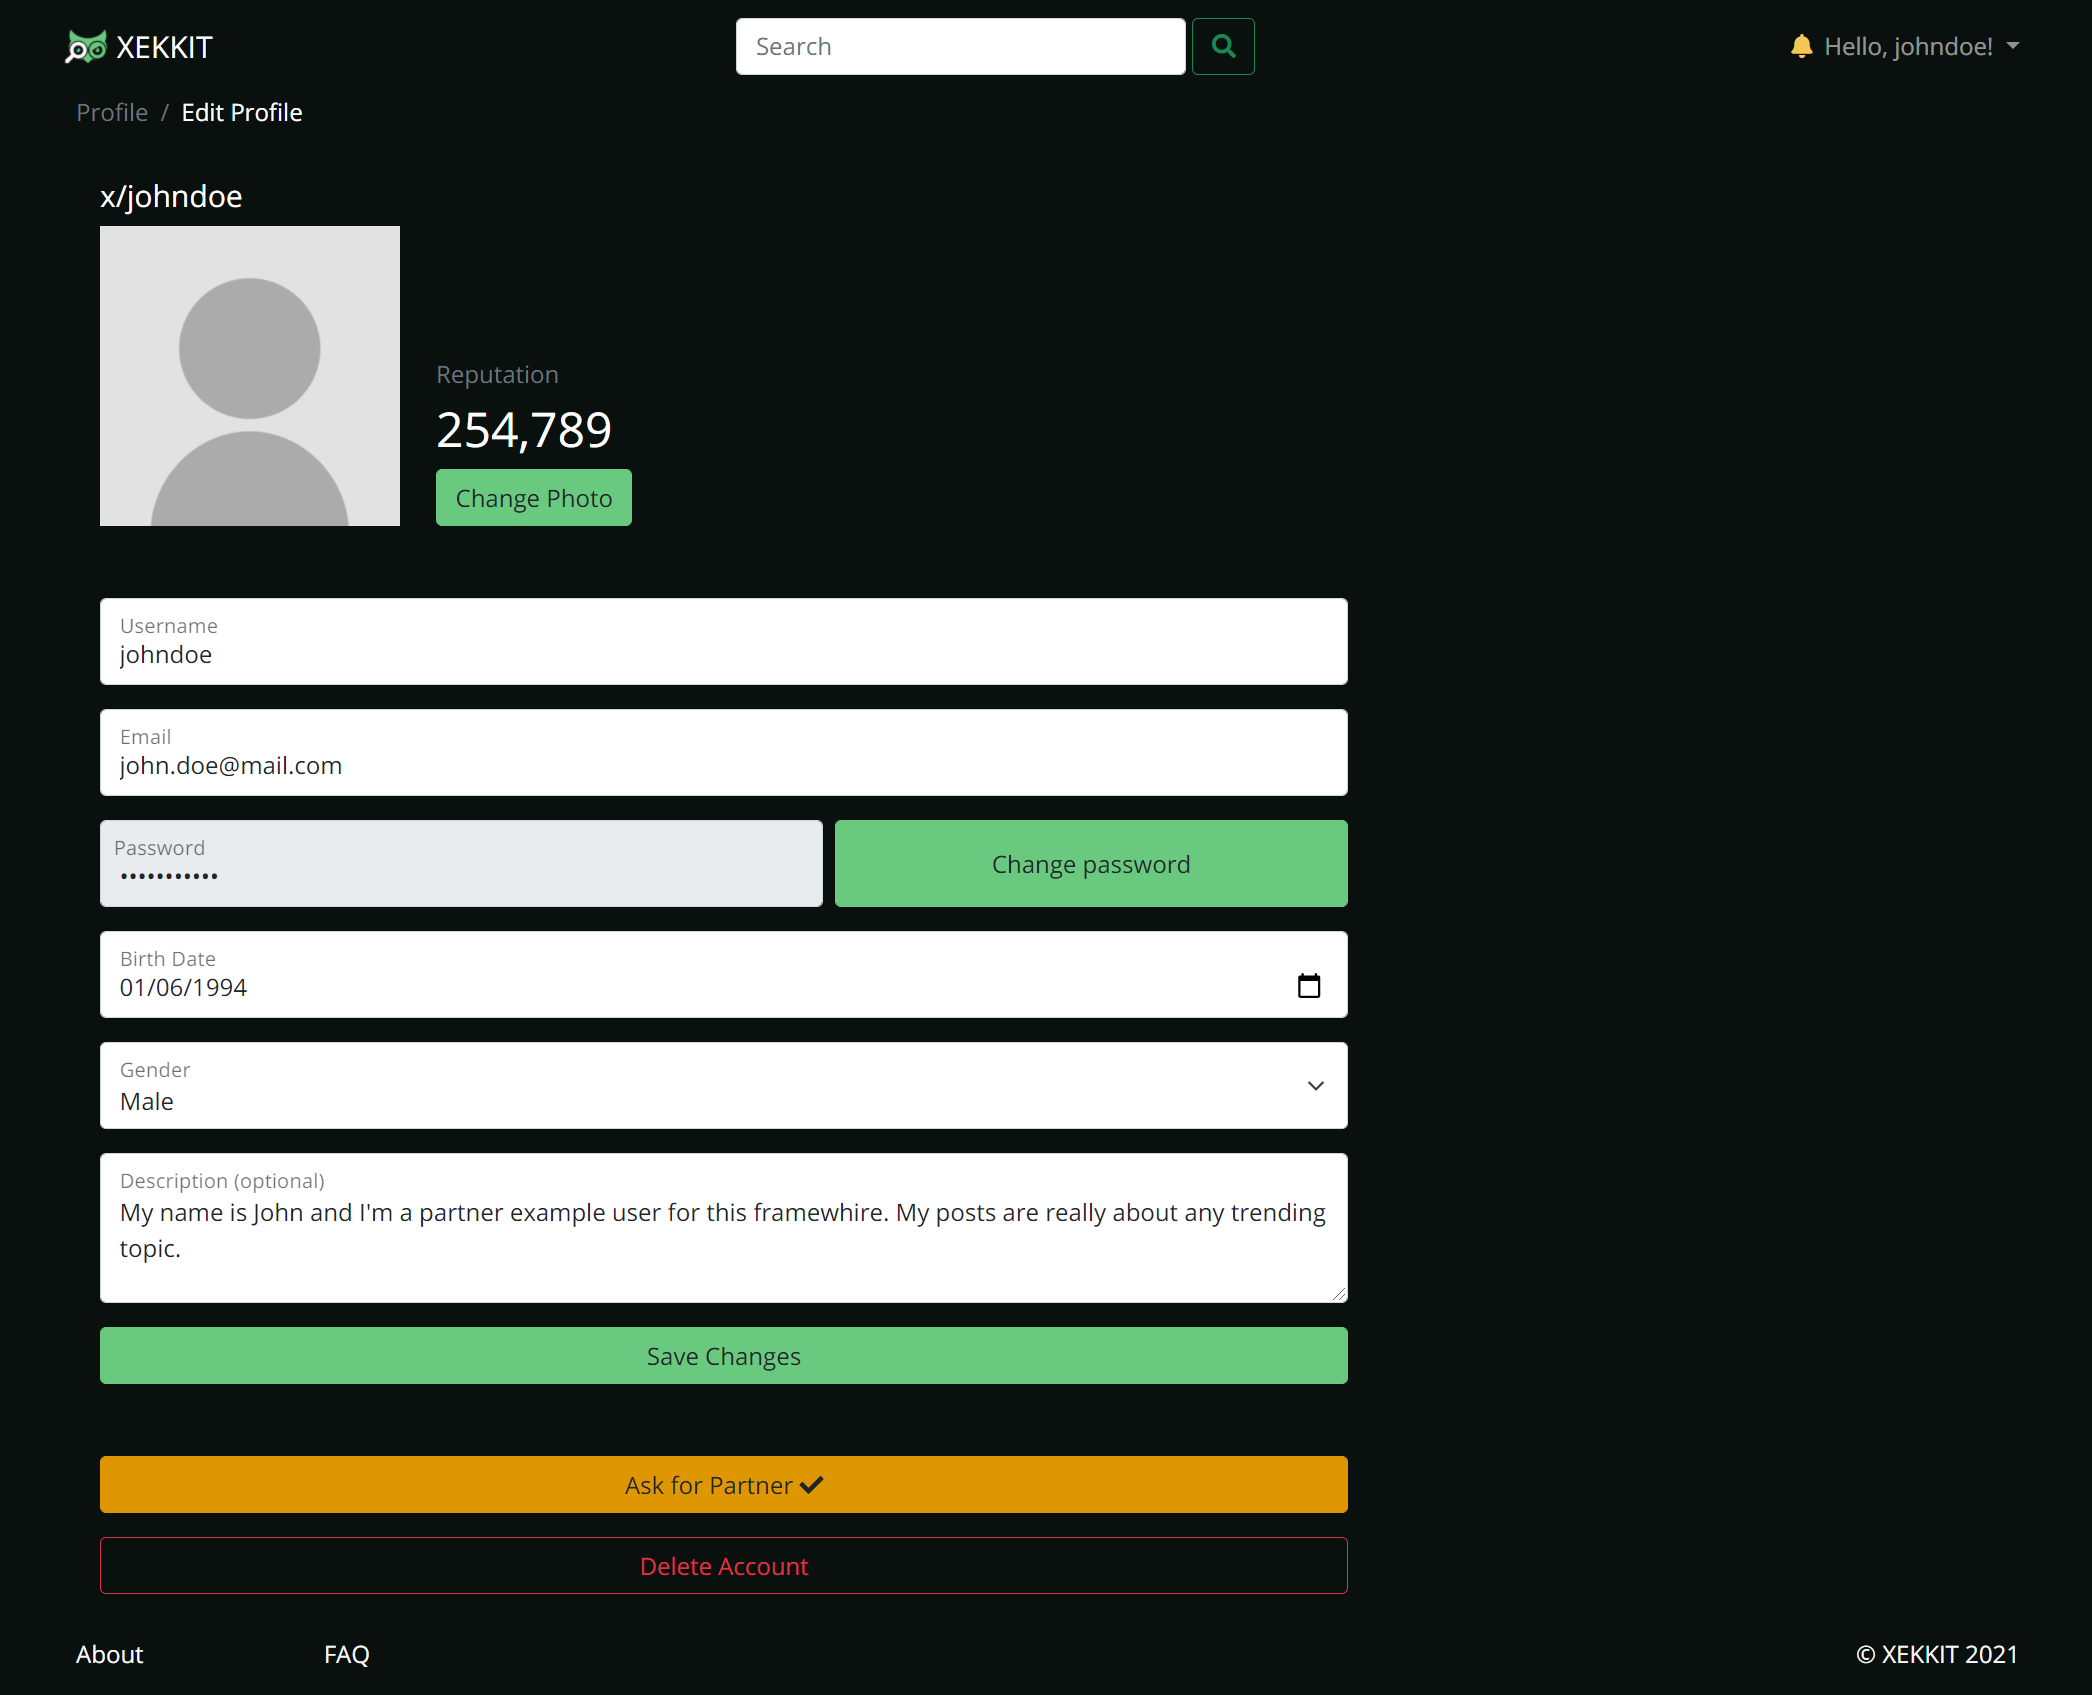 XEKKIT
Search
Hello, johndoe!
Profile / Edit Profile
x/johndoe
Reputation
254,789
Change Photo
Username
johndoe
Email
john.doe@mail.com
Password
•••••••••••
Change password
Birth Date
01/06/1994
Gender
Male
Description (optional)
My name is John and I'm a partner example user for this framewhire. My posts are really about any trending
topic.
Save Changes
Ask for Partner
Delete Account
About
FAQ
© XEKKIT 2021